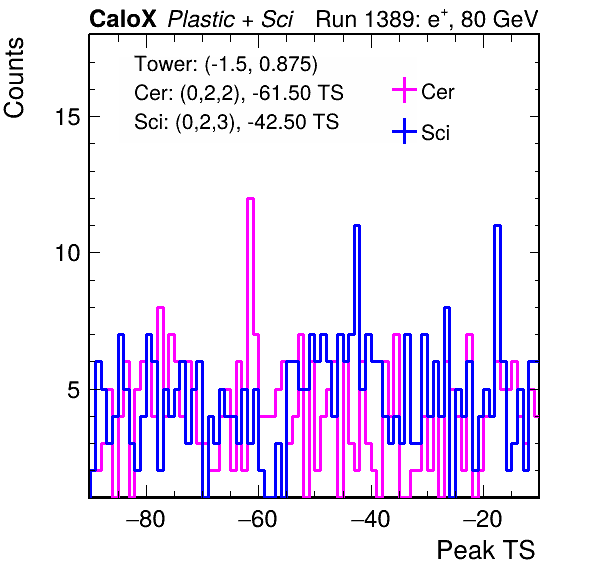 CaloX Plastic + Sci Run 1389: e+, 80 GeV
Counts
Tower: (-1.5, 0.875)
Cer: (0,2,2), -61.50 TS
Sci: (0,2,3), -42.50 TS
Cer
Sci
15
10
5
−80 −60 −40 −20
Peak TS